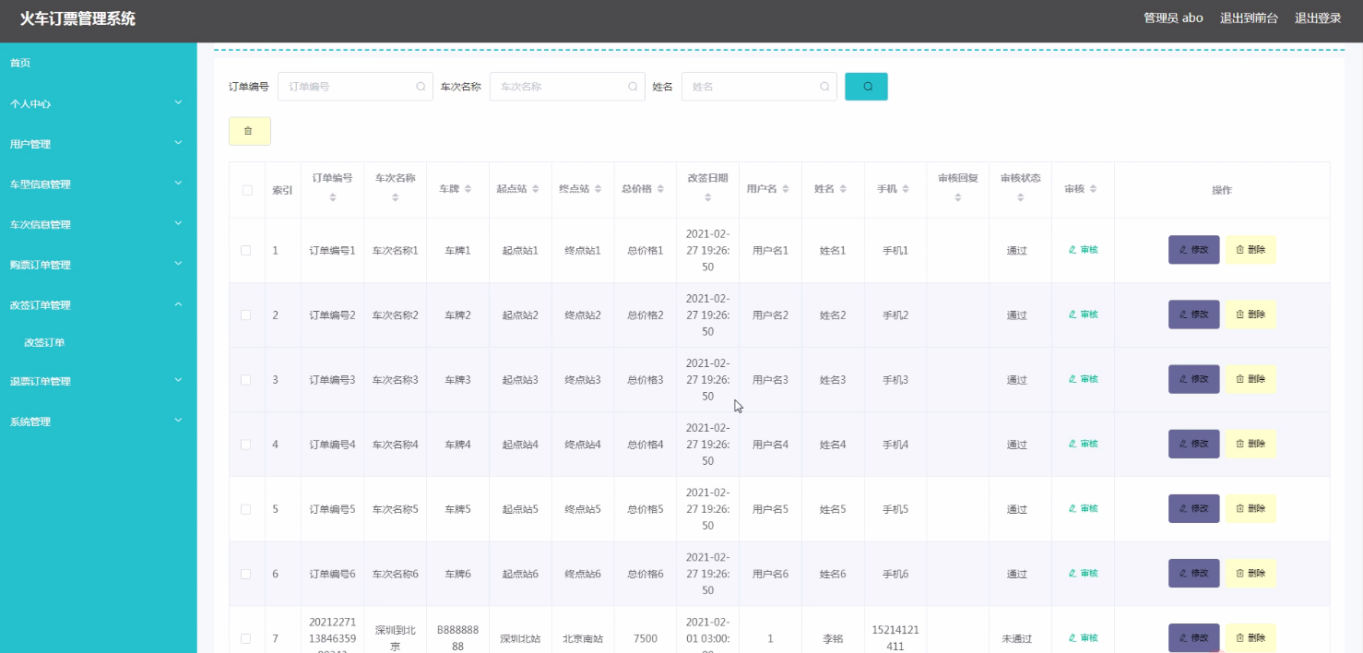 火车订票管理系统
管理员 abo 退出到前台 退出登录
首页
个人中心
用户管理
车型信息管理
车次信息管理
购票订单管理
改签订单管理
改签订单
退票订单管理
系统管理
订单编号 订单编号 车次名称 车次名称 姓名 姓名
索引 订单编号 车次名称 车牌 起点站 终点站 总价格 改签日期 用户名 姓名 手机 审核回复 审核状态 审核 操作
1 订单编号1 车次名称1 车牌1 起点站1 终点站1 总价格1 2021-02-27 19:26:50 用户名1 姓名1 手机1 通过 审核 修改 删除
2 订单编号2 车次名称2 车牌2 起点站2 终点站2 总价格2 2021-02-27 19:26:50 用户名2 姓名2 手机2 通过 审核 修改 删除
3 订单编号3 车次名称3 车牌3 起点站3 终点站3 总价格3 2021-02-27 19:26:50 用户名3 姓名3 手机3 通过 审核 修改 删除
4 订单编号4 车次名称4 车牌4 起点站4 终点站4 总价格4 2021-02-27 19:26:50 用户名4 姓名4 手机4 通过 审核 修改 删除
5 订单编号5 车次名称5 车牌5 起点站5 终点站5 总价格5 2021-02-27 19:26:50 用户名5 姓名5 手机5 通过 审核 修改 删除
6 订单编号6 车次名称6 车牌6 起点站6 终点站6 总价格6 2021-02-27 19:26:50 用户名6 姓名6 手机6 通过 审核 修改 删除
7 2021227113846359 深圳到北京 B88888888 深圳北站 北京南站 7500 2021-02-01 03:00: 1 李铭 15214121411 未通过 审核 修改 删除